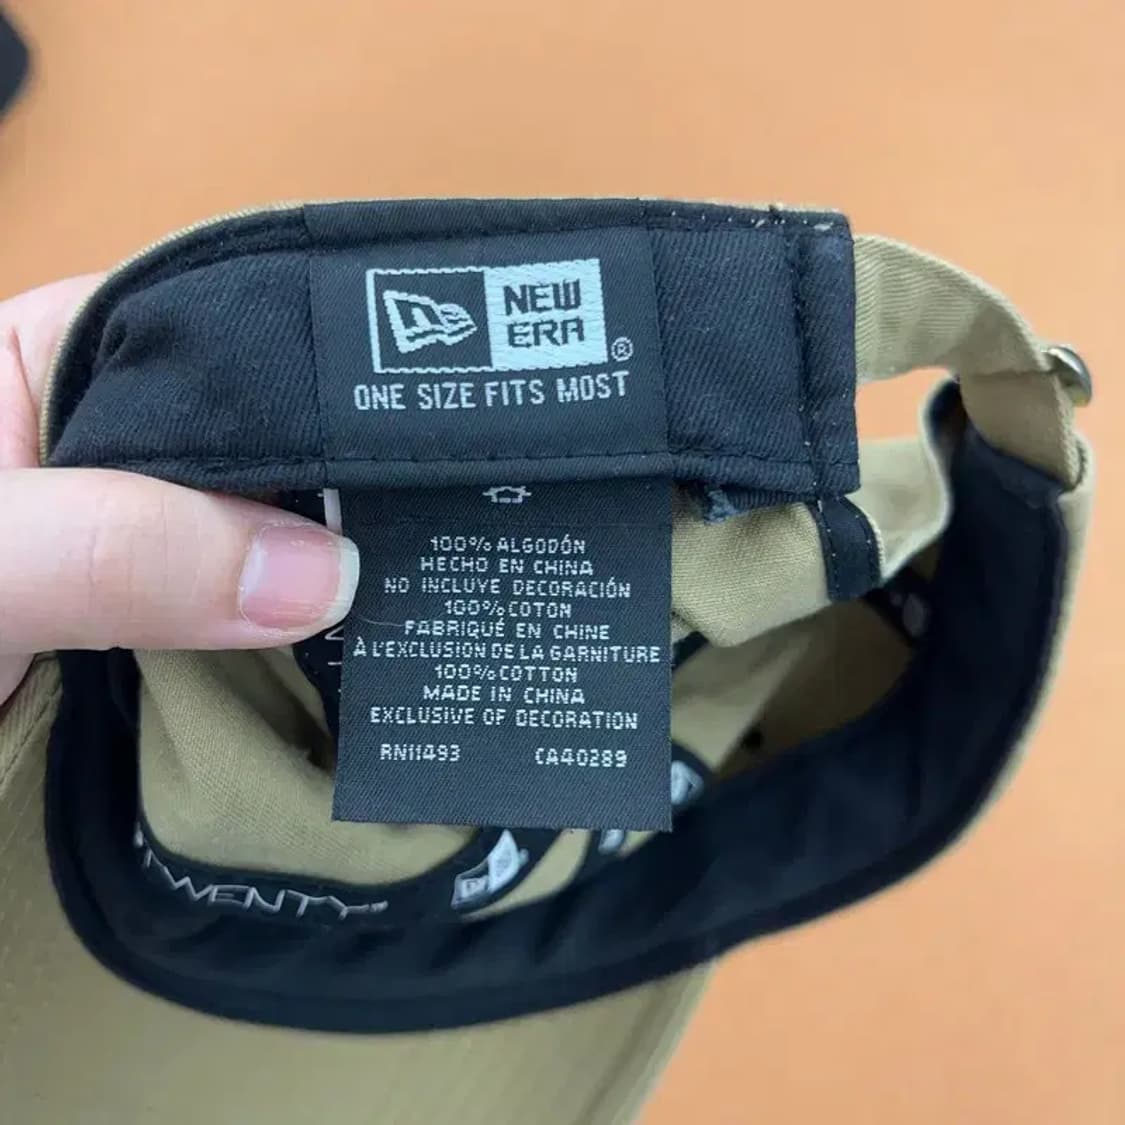 NEW
ERA®
ONE SIZE FITS MOST
100% ALGODÓN
HECHO EN CHINA
NO INCLUYE DECORACIÓN
100% COTON
FABRIQUÉ EN CHINE
À L'EXCLUSION DE LA GARNITURE
100% COTTON
MADE IN CHINA
EXCLUSIVE OF DECORATION
RN11493 CA40289
TWENTY